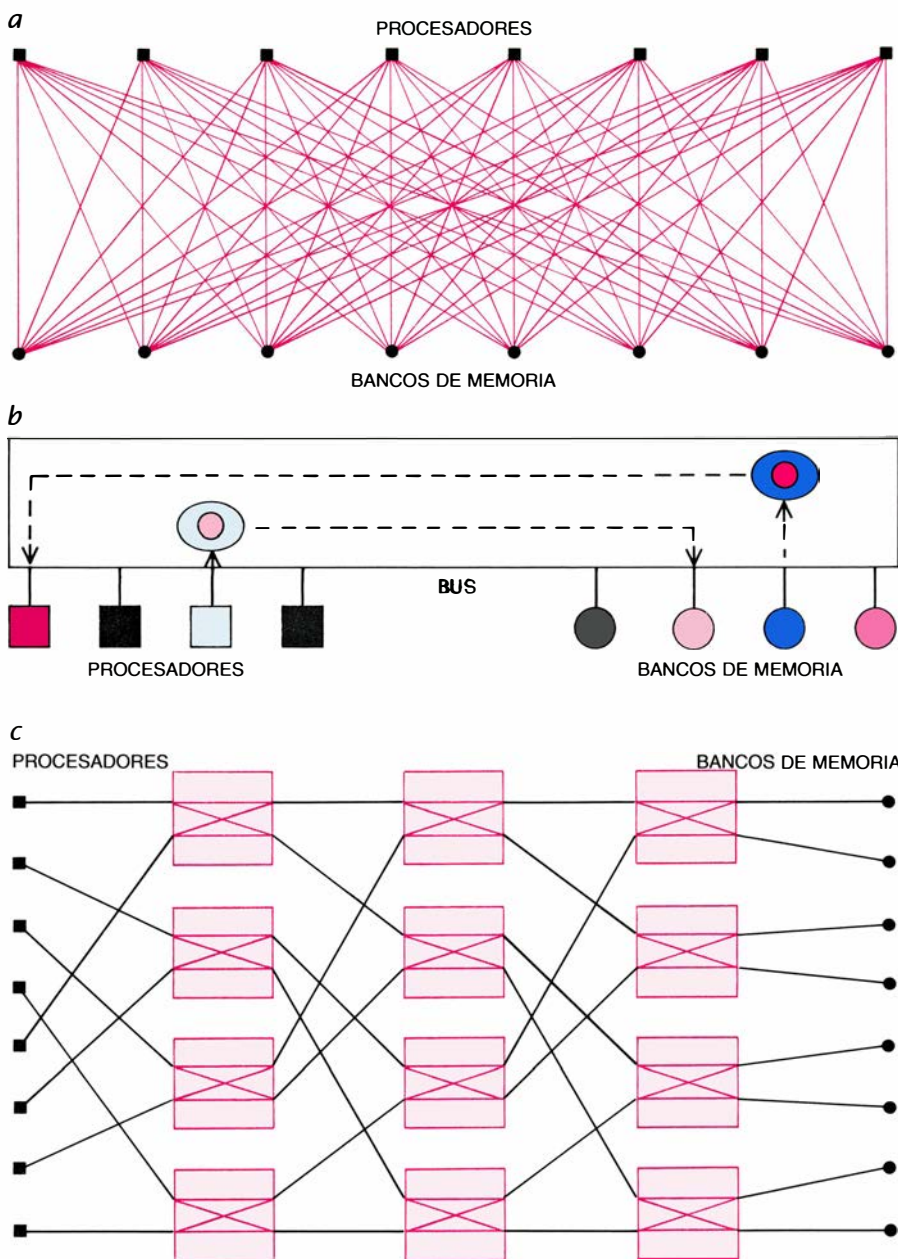 a
PROCESADORES
BANCOS DE MEMORIA
b
BUS
PROCESADORES
BANCOS DE MEMORIA
c
PROCESADORES
BANCOS DE MEMORIA